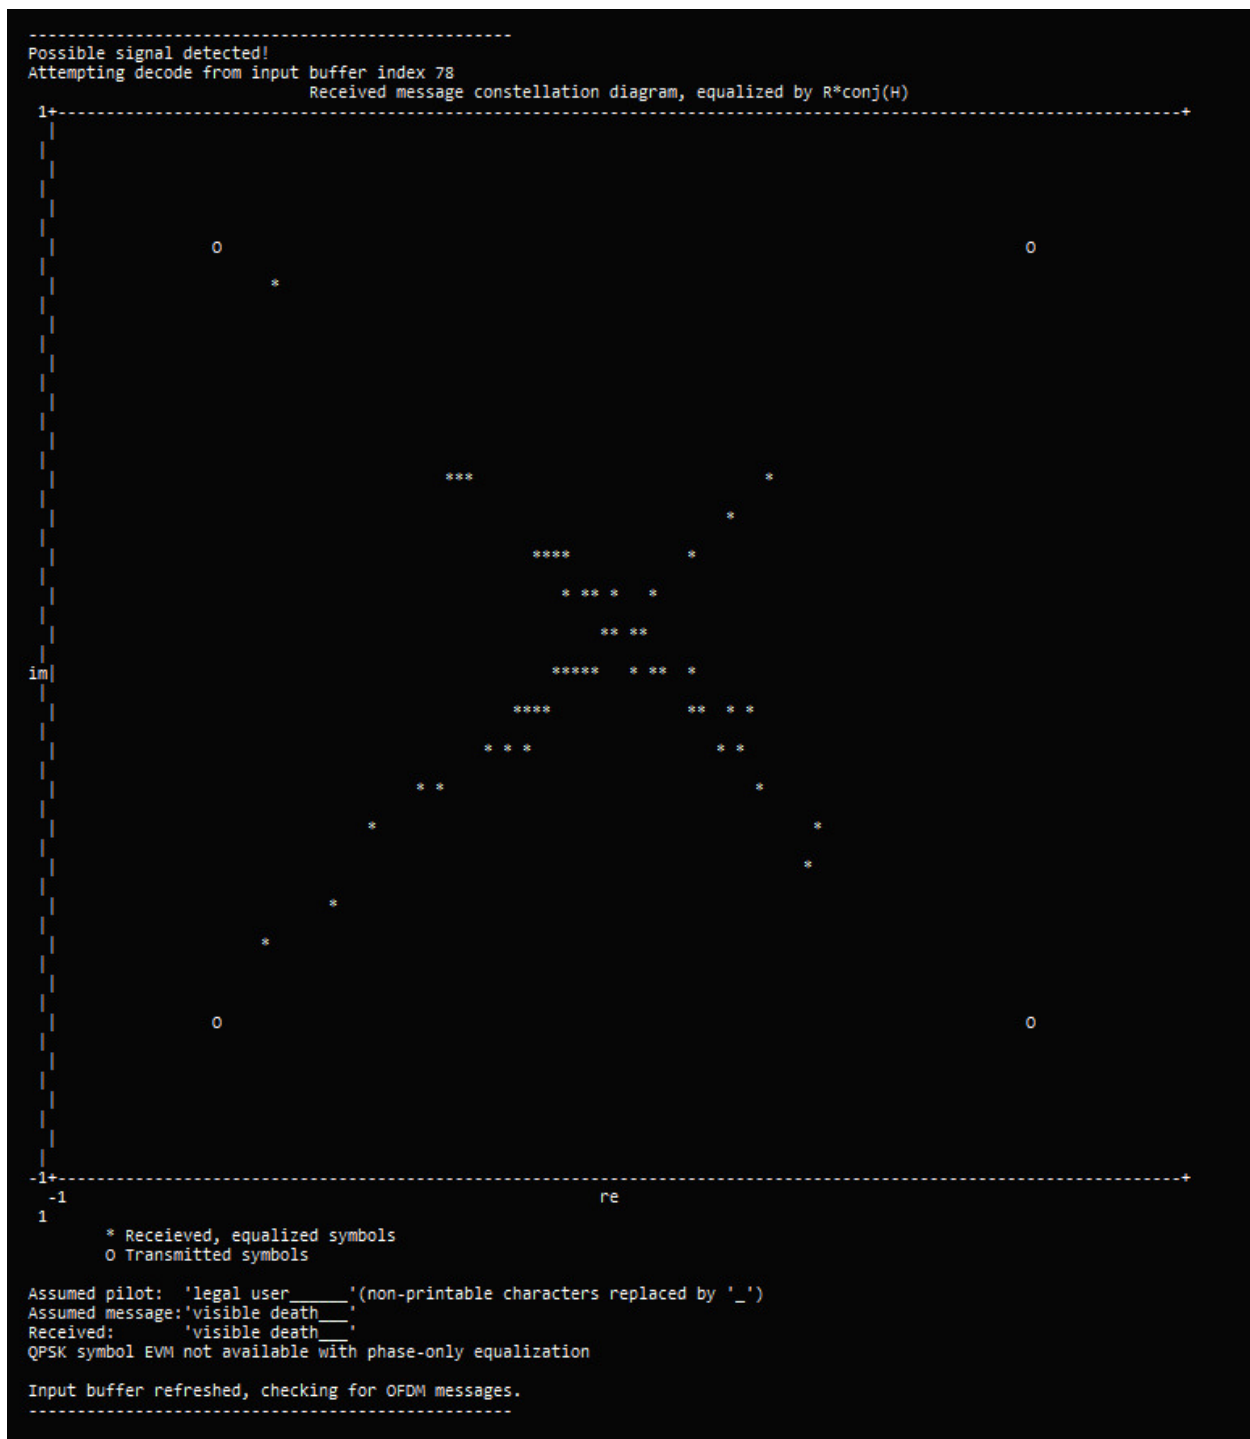 --------------------------------------------------
Possible signal detected!
Attempting decode from input buffer index 78
Received message constellation diagram, equalized by R*conj(H)
1+--------------------------------------------------------------------------------------------------------------------+
O O
*
*** *
*
**** *
* ** * *
** **
im| ***** * ** *
**** ** * *
* * * * *
* * *
* *
*
*
*
O O
-1+--------------------------------------------------------------------------------------------------------------------+
-1 re
1
* Receieved, equalized symbols
O Transmitted symbols
Assumed pilot: 'legal user______'(non-printable characters replaced by '_')
Assumed message:'visible death___'
Received: 'visible death___'
QPSK symbol EVM not available with phase-only equalization
Input buffer refreshed, checking for OFDM messages.
--------------------------------------------------